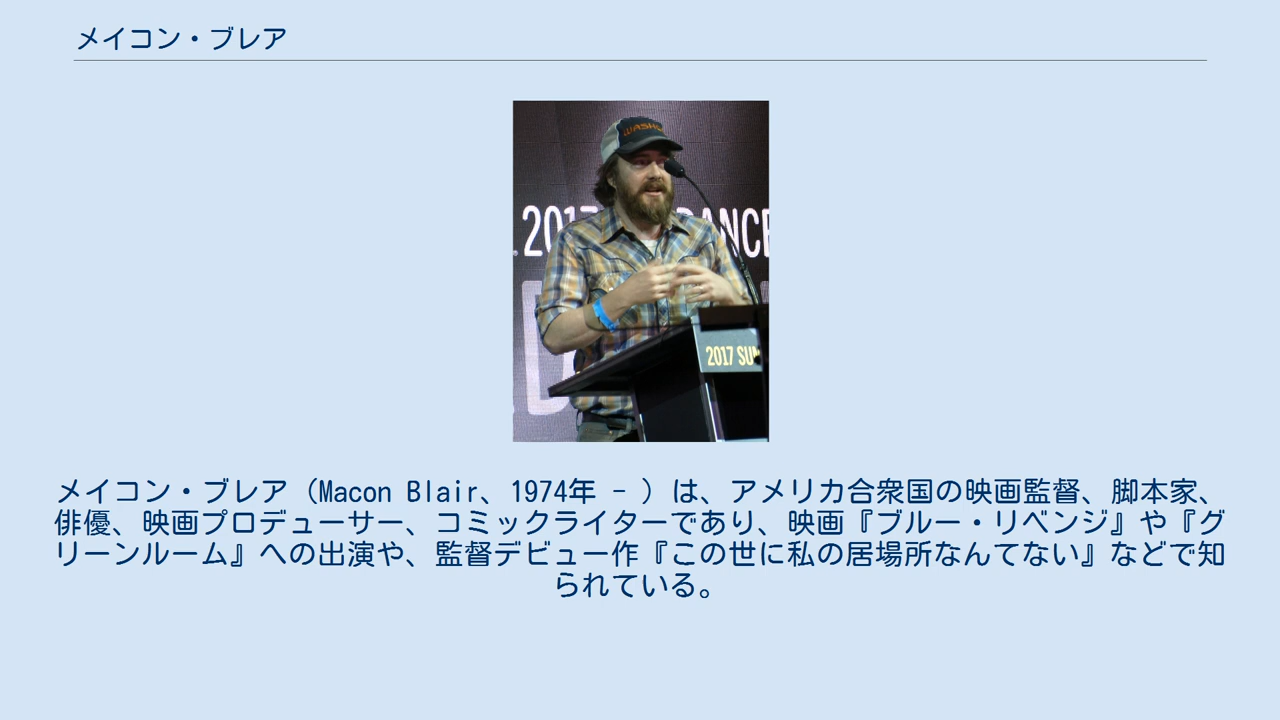 メイコン・ブレア
WASH
2017 SUNDANCE
2017 SUN
メイコン・ブレア（Macon Blair、1974年 - ）は、アメリカ合衆国の映画監督、脚本家、
俳優、映画プロデューサー、コミックライターであり、映画『ブルー・リベンジ』や『グ
リーンルーム』への出演や、監督デビュー作『この世に私の居場所なんてない』などで知
られている。